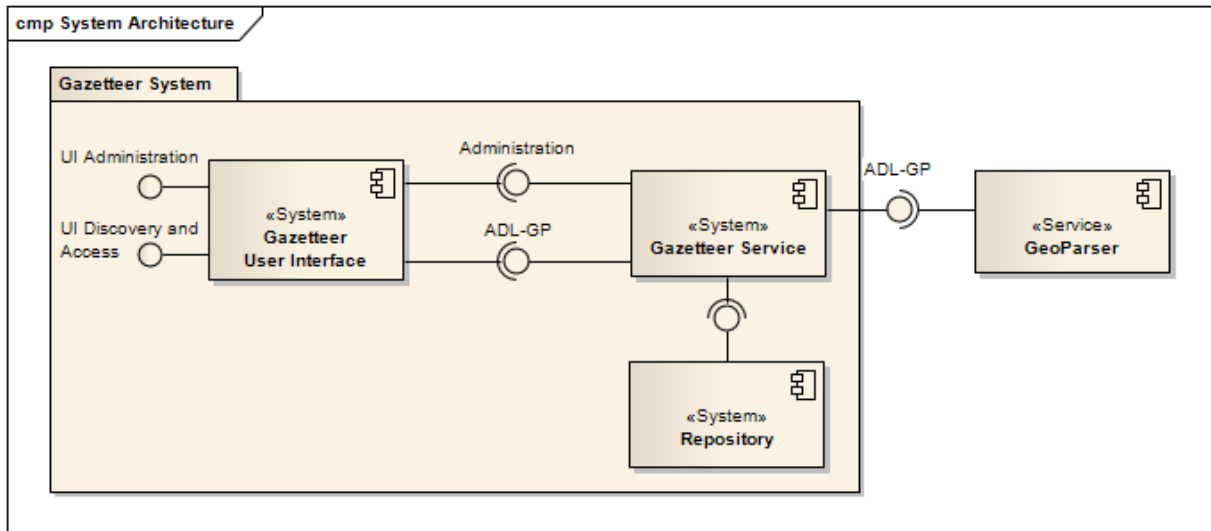 cmp System Architecture
Gazetteer System
UI Administration
UI Discovery and
Access
«System»
Gazetteer
User Interface
Administration
ADL-GP
«System»
Gazetteer Service
ADL-GP
«Service»
GeoParser
«System»
Repository